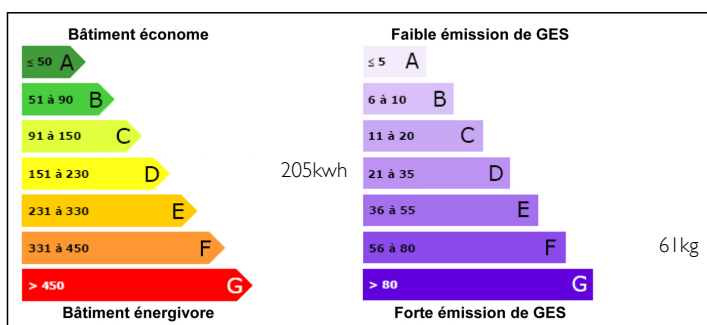 Bâtiment économe
≤ 50 A
51 à 90 B
91 à 150 C
151 à 230 D
205kwh
231 à 330 E
331 à 450 F
> 450 G
Bâtiment énergivore
Faible émission de GES
≤ 5 A
6 à 10 B
11 à 20 C
21 à 35 D
36 à 55 E
56 à 80 F
61kg
> 80 G
Forte émission de GES